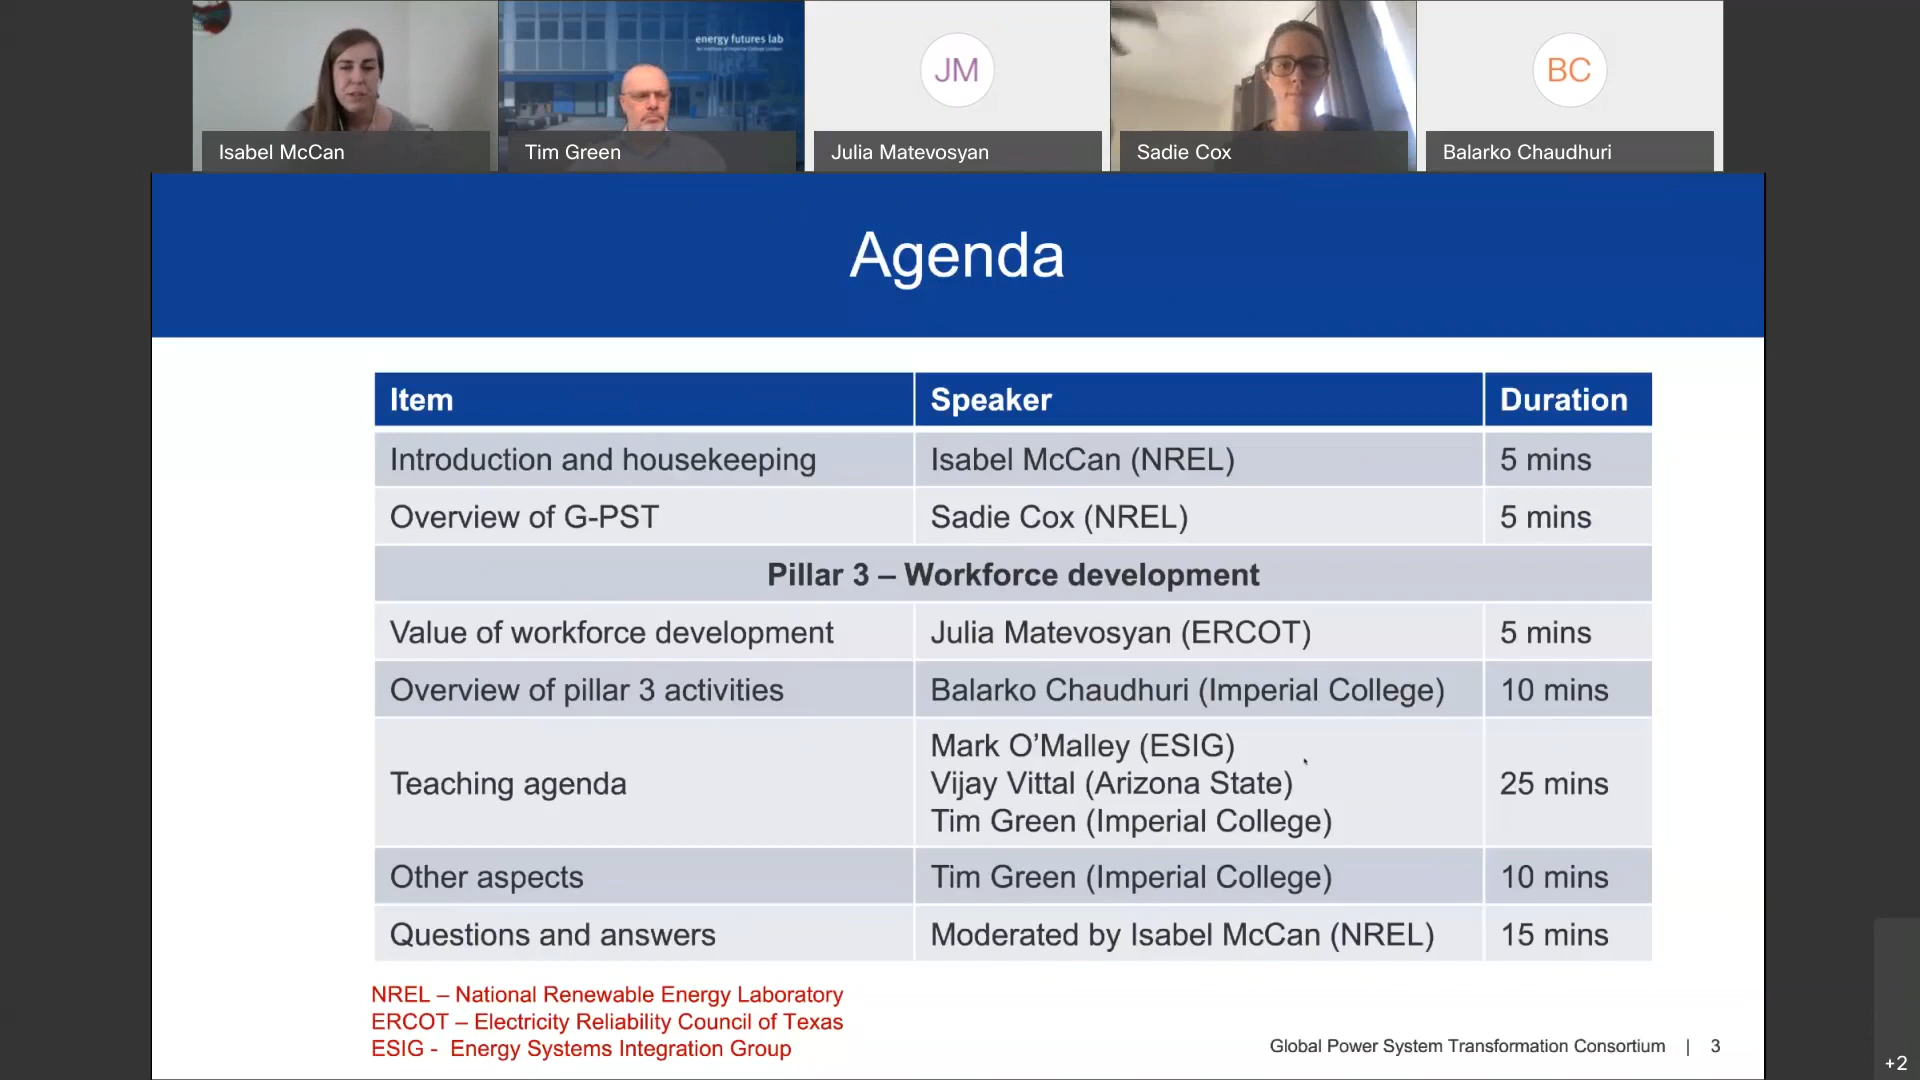 energy futures lab
JM
BC
Isabel McCan
Tim Green
Julia Matevosyan
Sadie Cox
Balarko Chaudhuri
Agenda
Item Speaker Duration
Introduction and housekeeping Isabel McCan (NREL) 5 mins
Overview of G-PST Sadie Cox (NREL) 5 mins
Pillar 3 – Workforce development
Value of workforce development Julia Matevosyan (ERCOT) 5 mins
Overview of pillar 3 activities Balarko Chaudhuri (Imperial College) 10 mins
Teaching agenda
Mark O’Malley (ESIG)
Vijay Vittal (Arizona State)
Tim Green (Imperial College)
25 mins
Other aspects Tim Green (Imperial College) 10 mins
Questions and answers Moderated by Isabel McCan (NREL) 15 mins
NREL – National Renewable Energy Laboratory
ERCOT – Electricity Reliability Council of Texas
ESIG - Energy Systems Integration Group
Global Power System Transformation Consortium | 3
+2